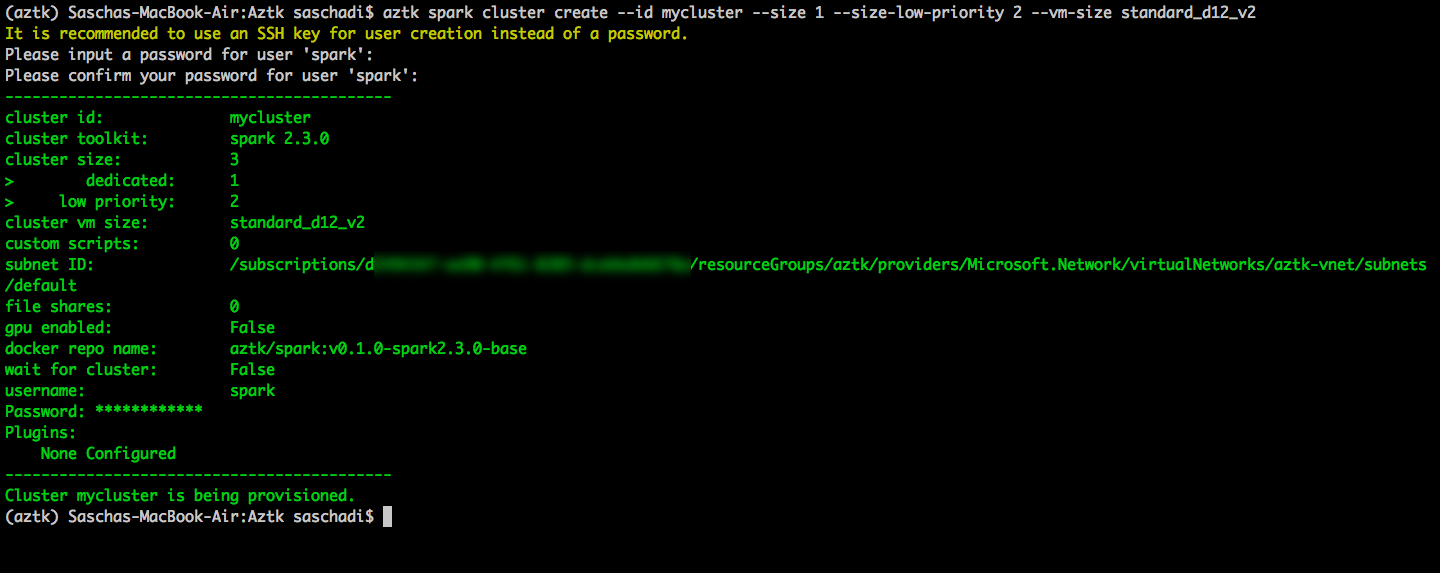 (aztk) Saschas-MacBook-Air:Aztk saschadi$ aztk spark cluster create --id mycluster --size 1 --size-low-priority 2 --vm-size standard_d12_v2
It is recommended to use an SSH key for user creation instead of a password.
Please input a password for user 'spark':
Please confirm your password for user 'spark':
-------------------------------------------
cluster id: mycluster
cluster toolkit: spark 2.3.0
cluster size: 3
> dedicated: 1
> low priority: 2
cluster vm size: standard_d12_v2
custom scripts: 0
subnet ID: /subscriptions/d /resourceGroups/aztk/providers/Microsoft.Network/virtualNetworks/aztk-vnet/subnets
/default
file shares: 0
gpu enabled: False
docker repo name: aztk/spark:v0.1.0-spark2.3.0-base
wait for cluster: False
username: spark
Password: ************
Plugins:
None Configured
-------------------------------------------
Cluster mycluster is being provisioned.
(aztk) Saschas-MacBook-Air:Aztk saschadi$